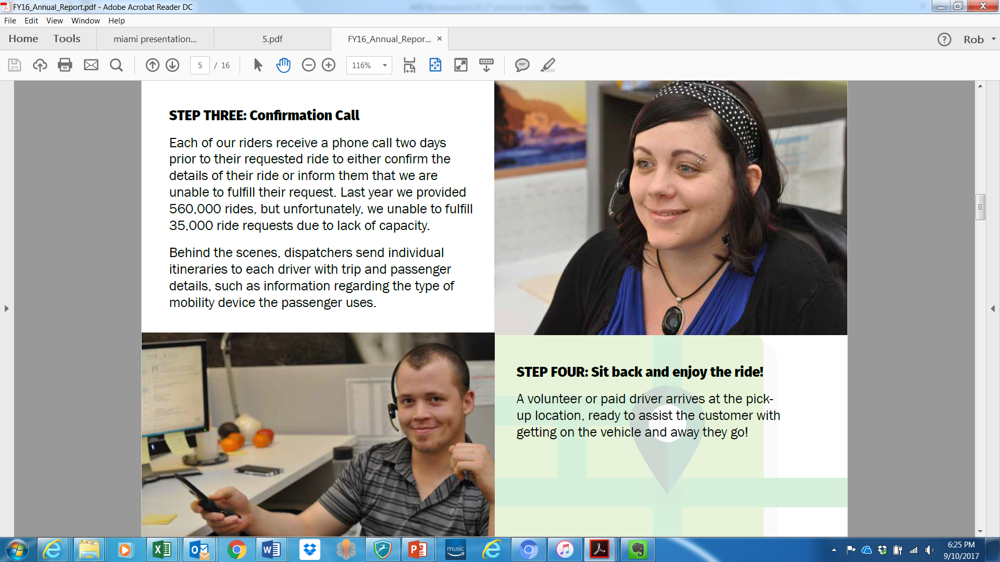 FY16_Annual_Report.pdf - Adobe Acrobat Reader DC
File Edit View Window Help
Home Tools miami presentation... 5.pdf FY16_Annual_Repor... Rob
5 / 16 116%
STEP THREE: Confirmation Call
Each of our riders receive a phone call two days
prior to their requested ride to either confirm the
details of their ride or inform them that we are
unable to fulfill their request. Last year we provided
560,000 rides, but unfortunately, we unable to fulfill
35,000 ride requests due to lack of capacity.
Behind the scenes, dispatchers send individual
itineraries to each driver with trip and passenger
details, such as information regarding the type of
mobility device the passenger uses.
STEP FOUR: Sit back and enjoy the ride!
A volunteer or paid driver arrives at the pick-
up location, ready to assist the customer with
getting on the vehicle and away they go!
music
6:25 PM
9/10/2017